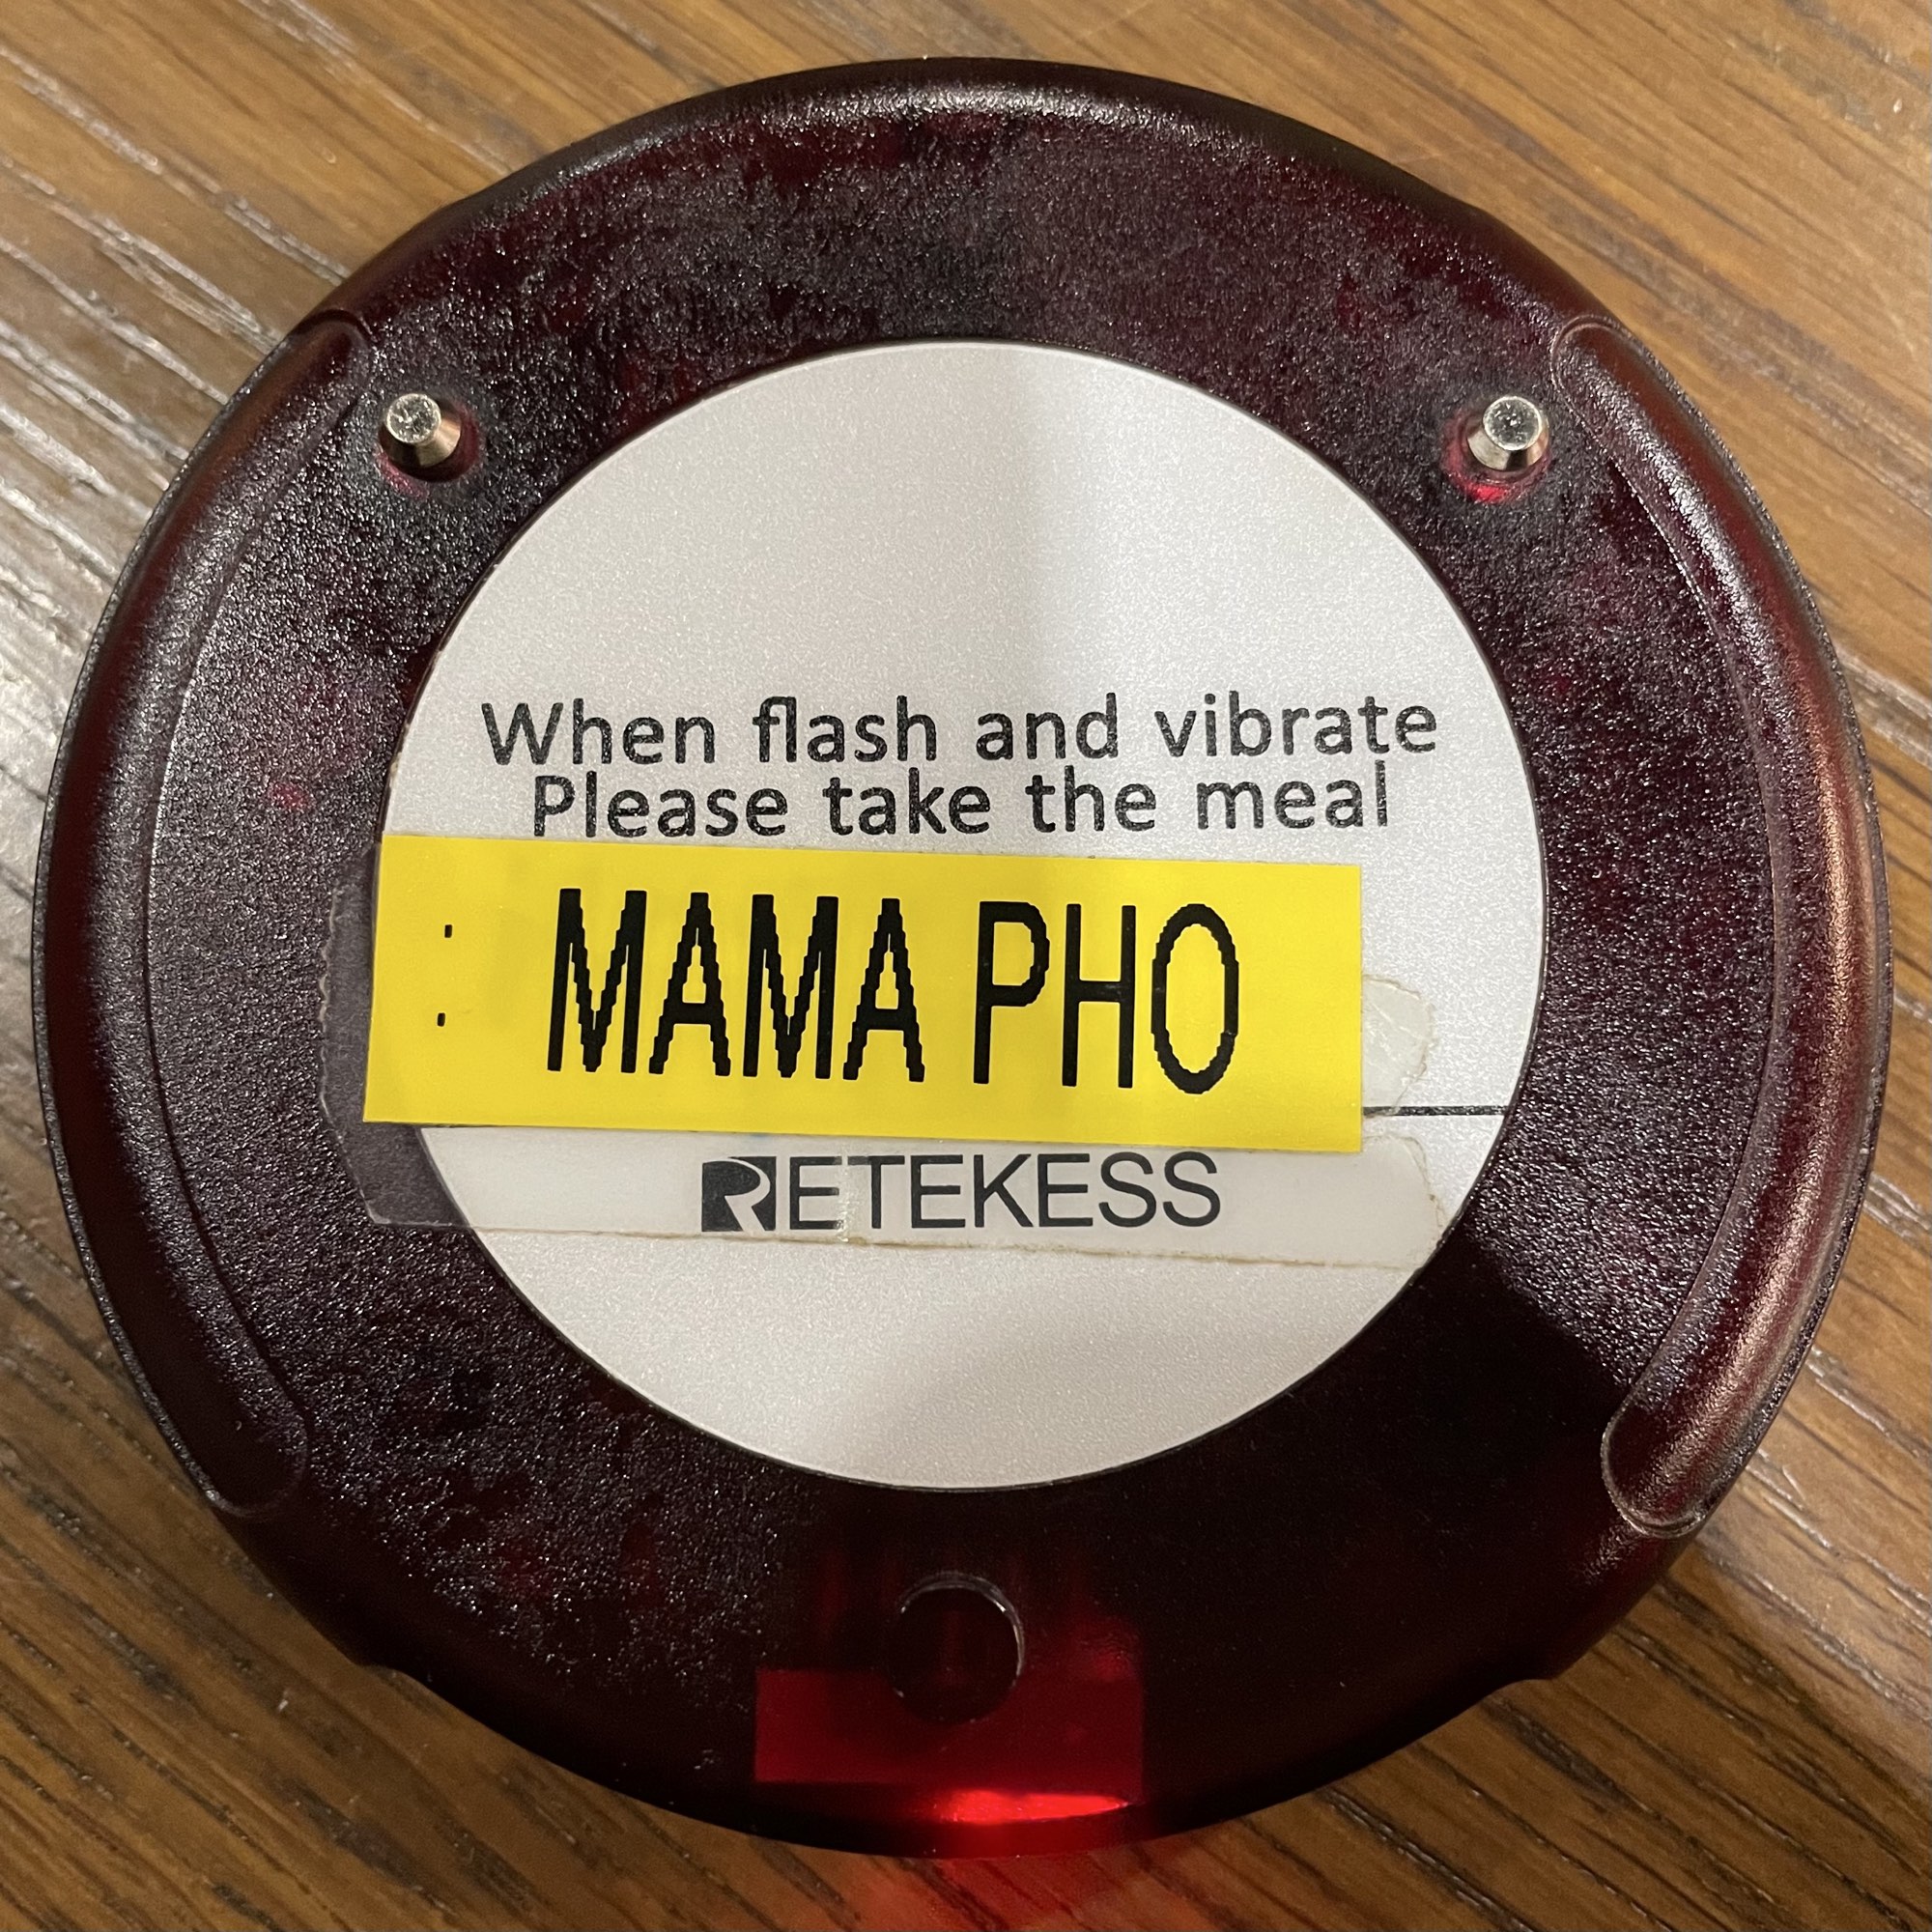 When flash and vibrate
Please take the meal
: MAMA PHO
RETEKESS